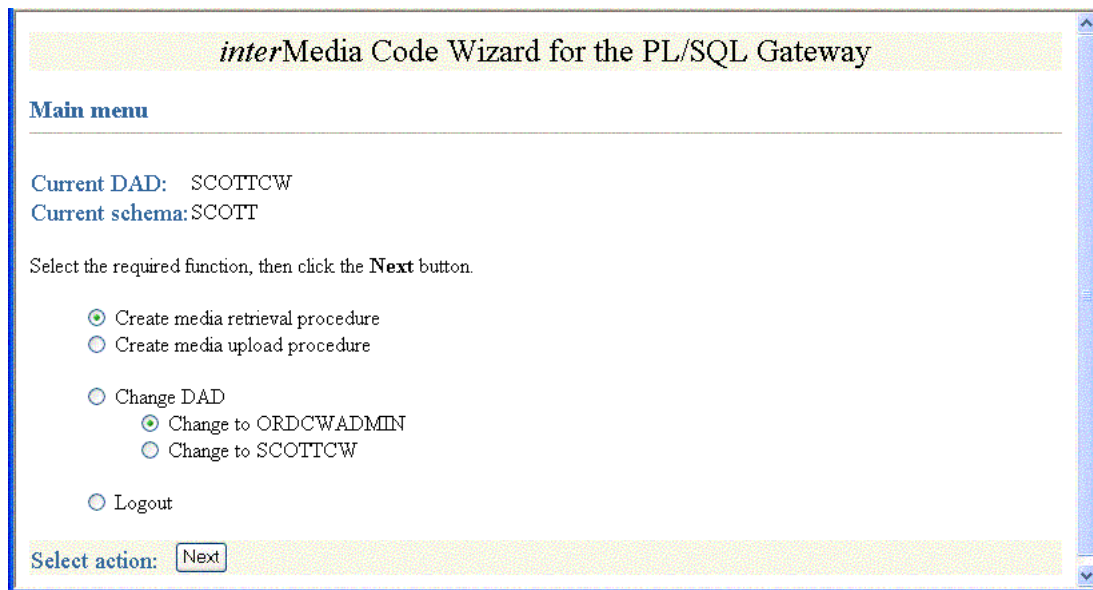 interMedia Code Wizard for the PL/SQL Gateway
Main menu
Current DAD: SCOTTCW
Current schema: SCOTT
Select the required function, then click the Next button.
Create media retrieval procedure
Create media upload procedure
Change DAD
Change to ORDCWADMIN
Change to SCOTTCW
Logout
Select action: Next